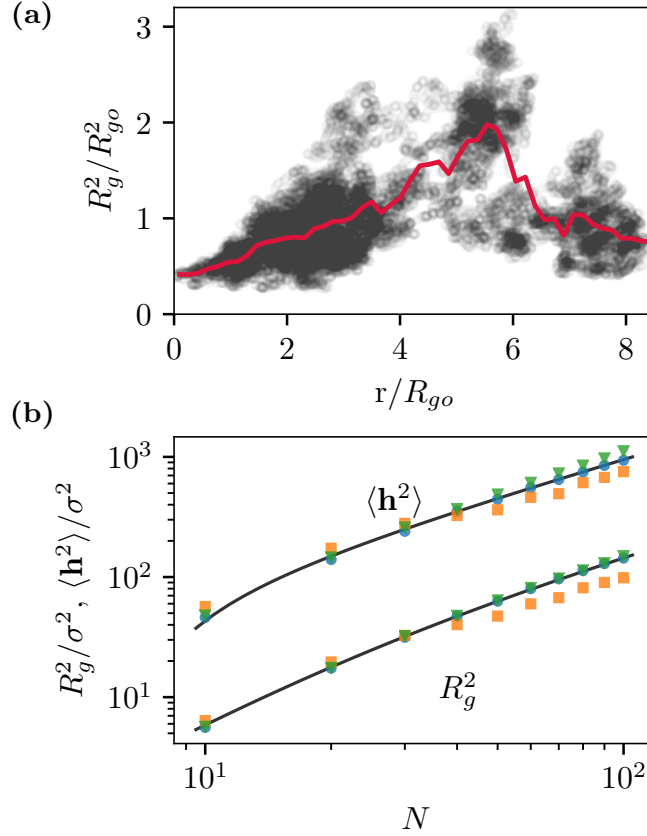 (a)
3
2
1
0
R_g^2/R_{go}^2
0 2 4 6 8
r/R_{go}
(b)
10^3
10^2
10^1
R_g^2/σ^2 , ⟨h^2⟩/σ^2
⟨h^2⟩
R_g^2
10^1 10^2
N